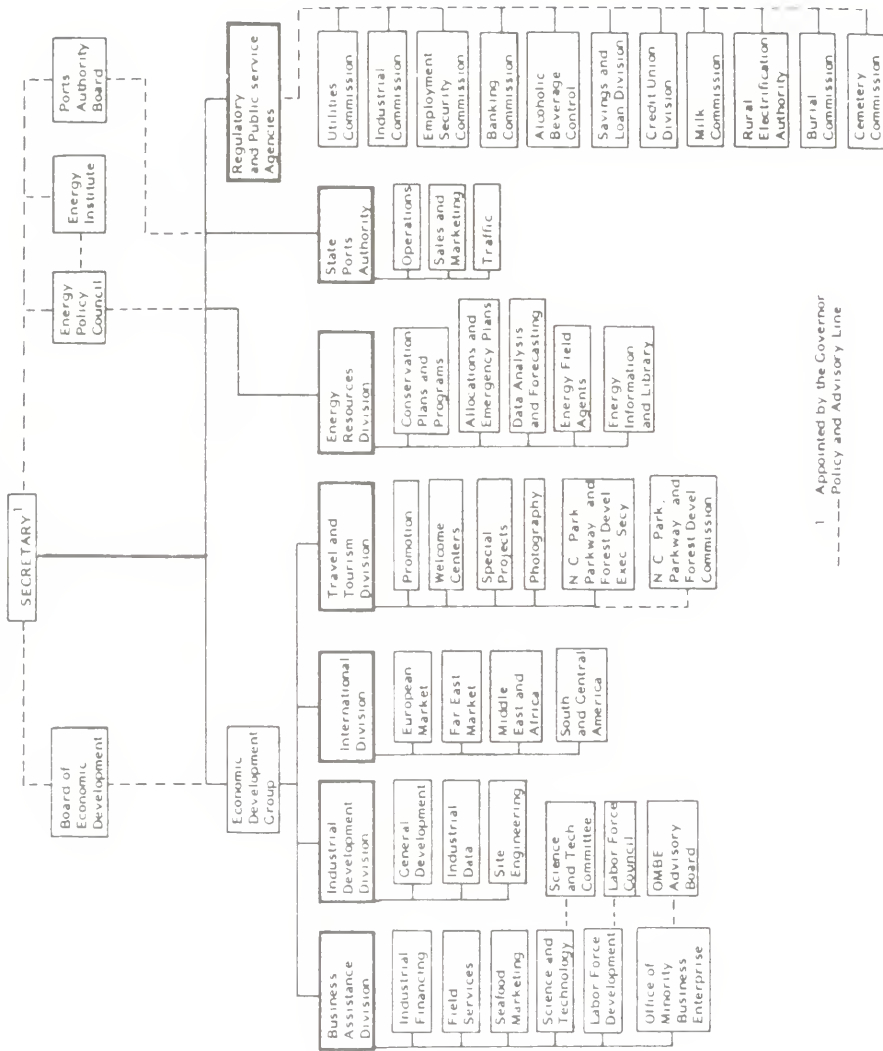 SECRETARY¹
Board of
Economic
Development
Energy
Policy
Council
Energy
Institute
Ports
Authority
Board
Economic
Development
Group
Regulatory
and Public service
Agencies
Business
Assistance
Division
Industrial
Development
Division
International
Division
Travel and
Tourism
Division
Energy
Resources
Division
State
Ports
Authority
Industrial
Financing
Field
Services
Seafood
Marketing
Science and
Technology
Science
and Tech
Committee
Labor Force
Development
Labor Force
Council
Office of
Minority
Business
Enterprise
OMBE
Advisory
Board
General
Development
Industrial
Data
Site
Engineering
European
Market
Far East
Market
Middle
East and
Africa
South
and Central
America
Promotion
Welcome
Centers
Special
Projects
Photography
N C Park
Parkway and
Forest Devel
Exec Secy
N C Park,
Parkway and
Forest Devel
Commission
Conservation
Plans and
Programs
Allocations and
Emergency Plans
Data Analysis
and Forecasting
Energy Field
Agents
Energy
Information
and Library
Operations
Sales and
Marketing
Traffic
Utilities
Commission
Industrial
Commission
Employment
Security
Commission
Banking
Commission
Alcoholic
Beverage
Control
Savings and
Loan Division
Credit Union
Division
Milk
Commission
Rural
Electrification
Authority
Burial
Commission
Cemetery
Commission
1 Appointed by the Governor
----- Policy and Advisory Line